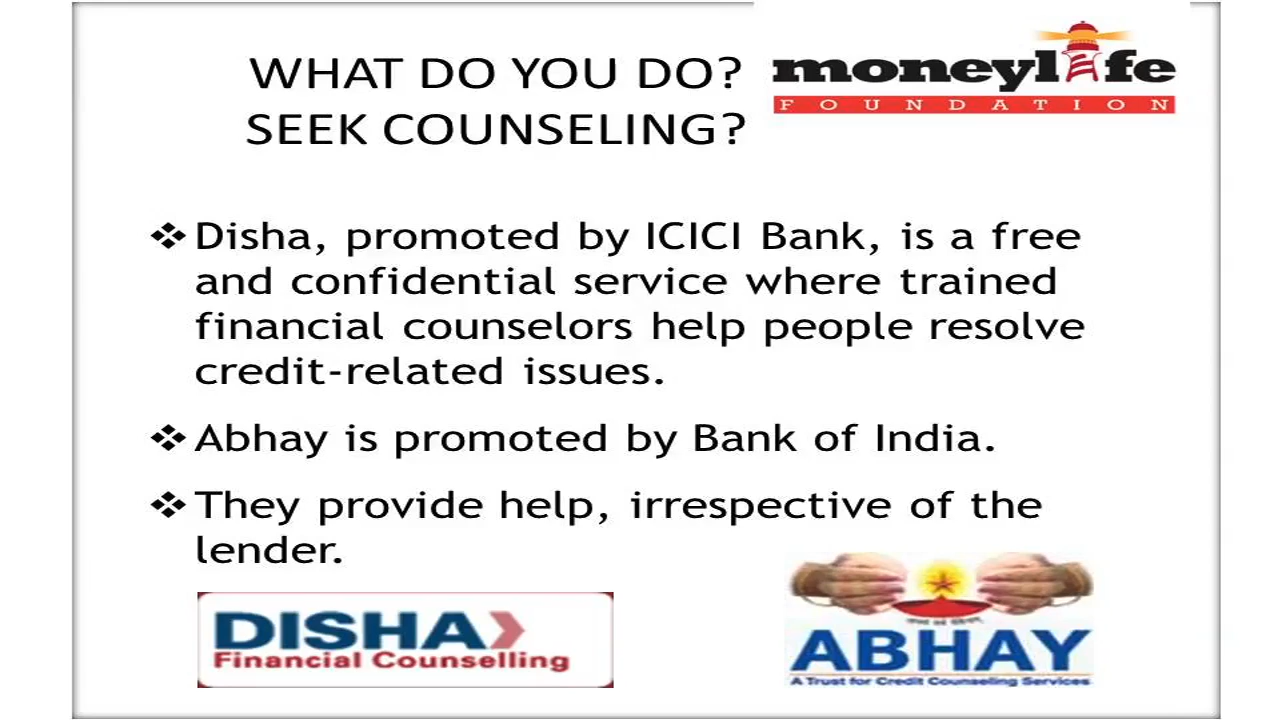 WHAT DO YOU DO?
SEEK COUNSELING?
moneylife
FOUNDATION
❖ Disha, promoted by ICICI Bank, is a free
and confidential service where trained
financial counselors help people resolve
credit-related issues.
❖ Abhay is promoted by Bank of India.
❖ They provide help, irrespective of the
lender.
DISHA
Financial Counselling
ABHAY
A Trust for Credit Counseling Services